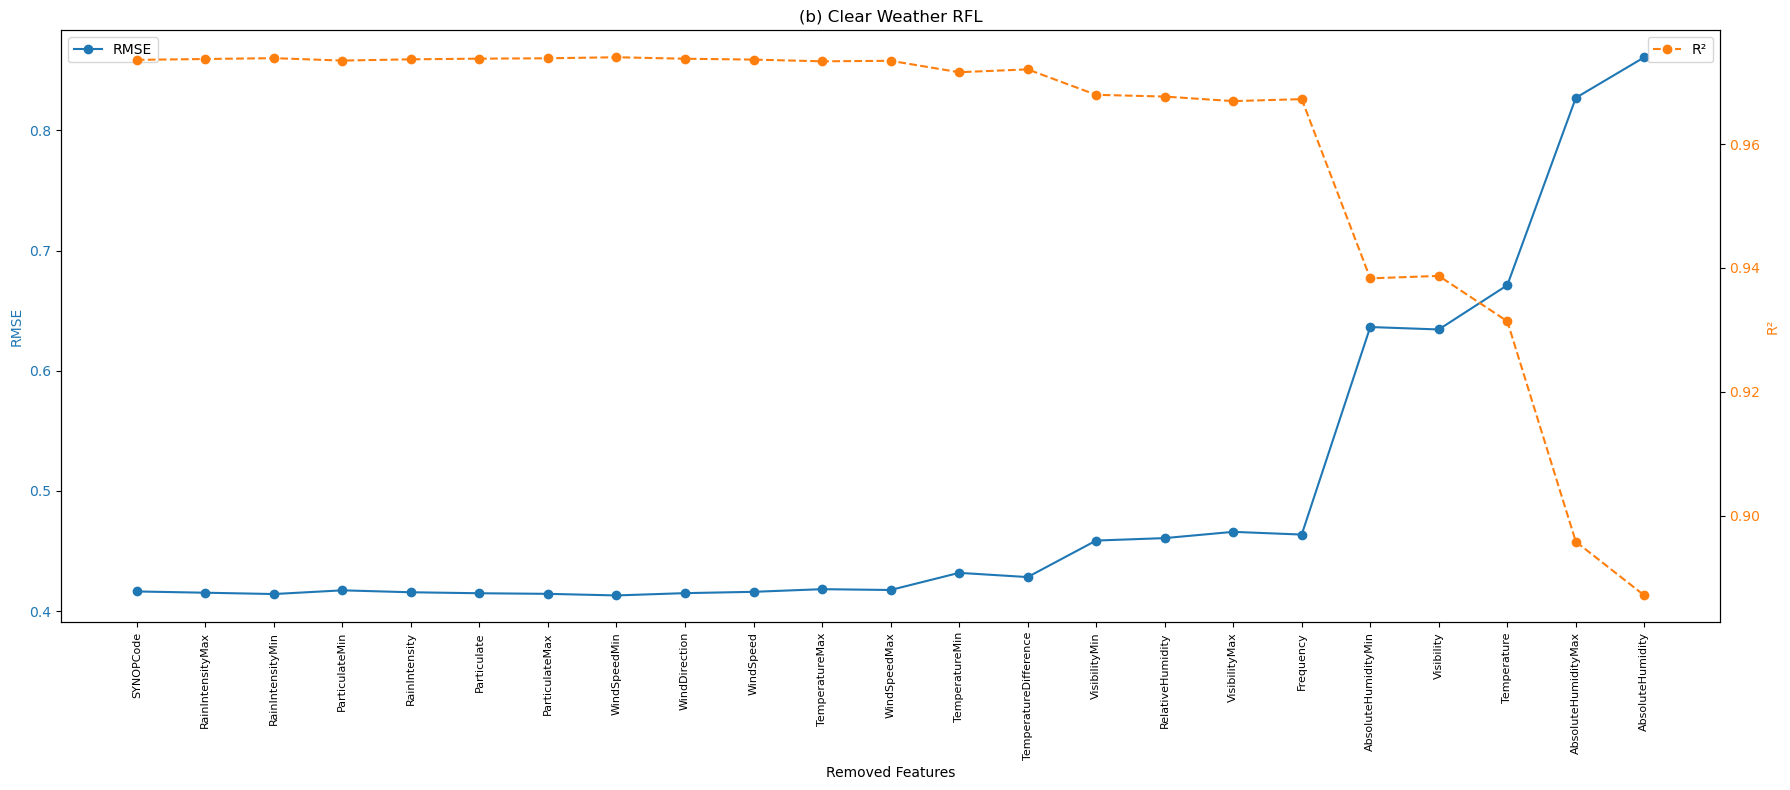 (b) Clear Weather RFL
RMSE
R²
0.8
0.7
0.6
0.5
0.4
RMSE
0.96
0.94
0.92
0.90
R²
SYNOPCode
RainIntensityMax
RainIntensityMin
ParticulateMin
RainIntensity
Particulate
ParticulateMax
WindSpeedMin
WindDirection
WindSpeed
TemperatureMax
WindSpeedMax
TemperatureMin
TemperatureDifference
VisibilityMin
RelativeHumidity
VisibilityMax
Frequency
AbsoluteHumidityMin
Visibility
Temperature
AbsoluteHumidityMax
AbsoluteHumidity
Removed Features